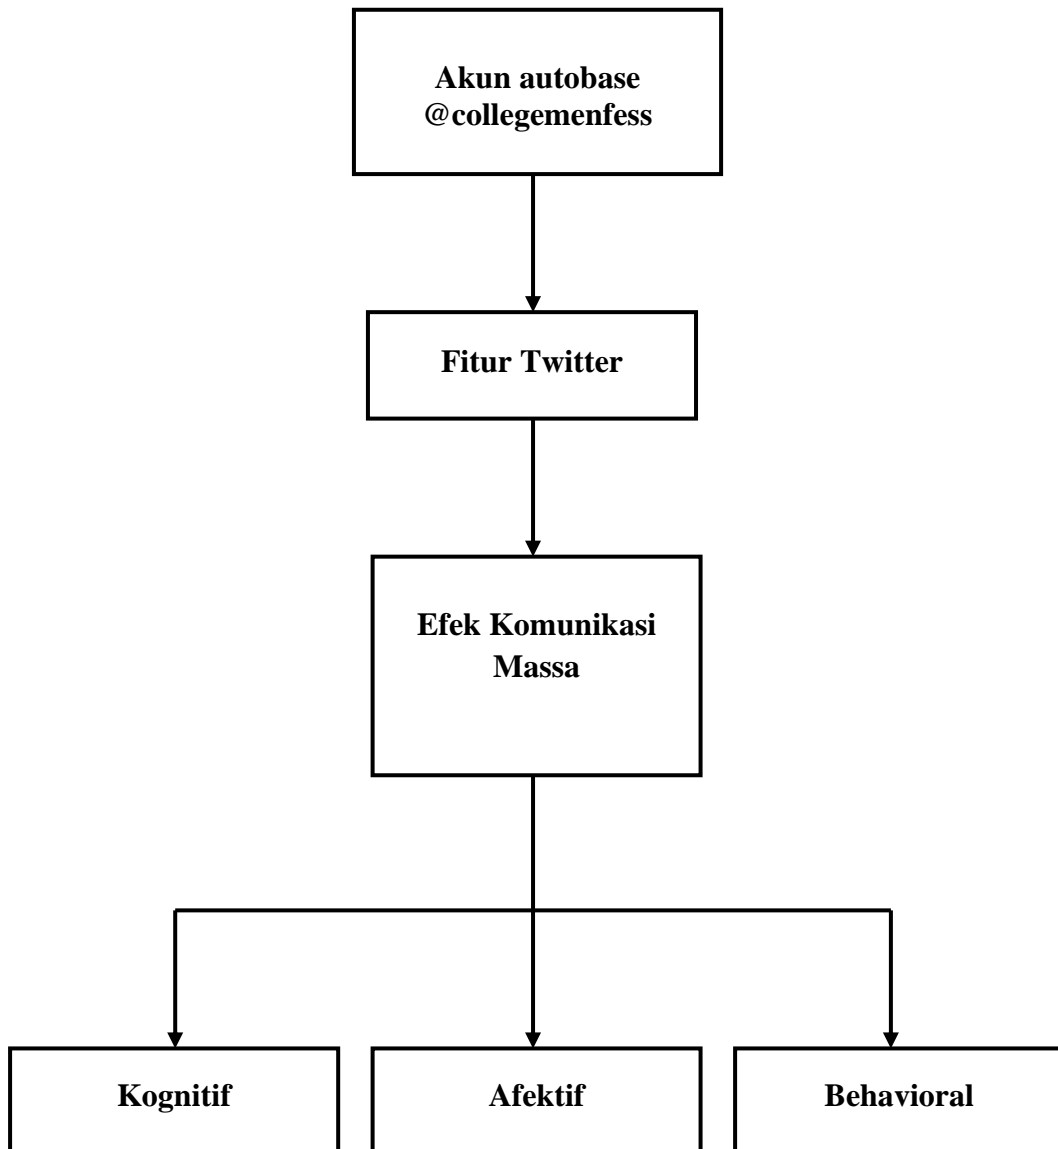 Akun autobase
@collegemenfess
Fitur Twitter
Efek Komunikasi
Massa
Kognitif
Afektif
Behavioral